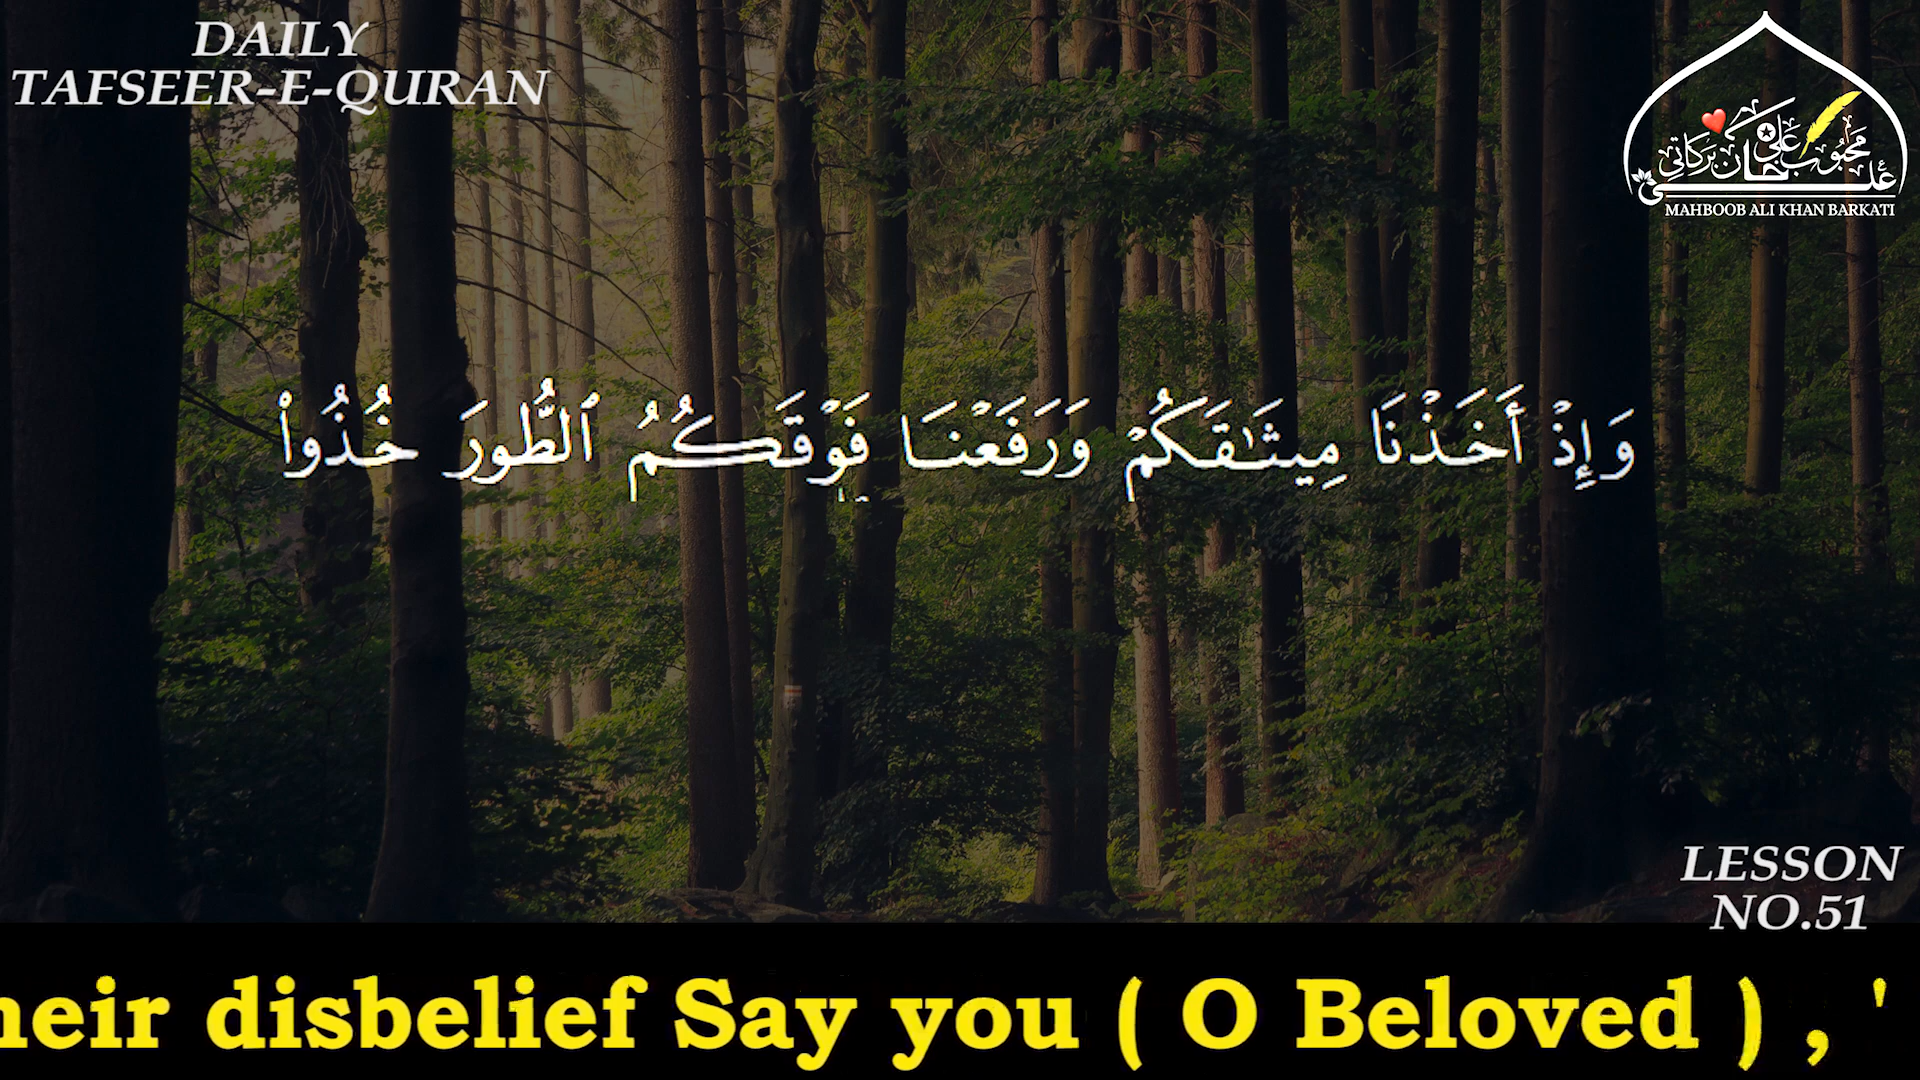 DAILY
TAFSEER-E-QURAN
MAHBOOB ALI KHAN BARKATI
وَإِذْ أَخَذْنَا مِيثَـٰقَكُمْ وَرَفَعْنَا فَوْقَكُمُ ٱلطُّورَ خُذُوا۟
LESSON
NO.51
heir disbelief Say you ( O Beloved ) , '